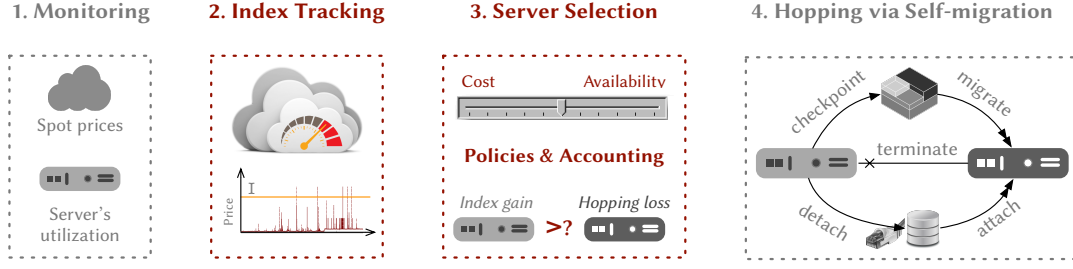 1. Monitoring
2. Index Tracking
3. Server Selection
4. Hopping via Self-migration
Spot prices
Server's
utilization
I
Price
Cost
Availability
Policies & Accounting
Index gain
>?
Hopping loss
checkpoint
migrate
terminate
detach
attach